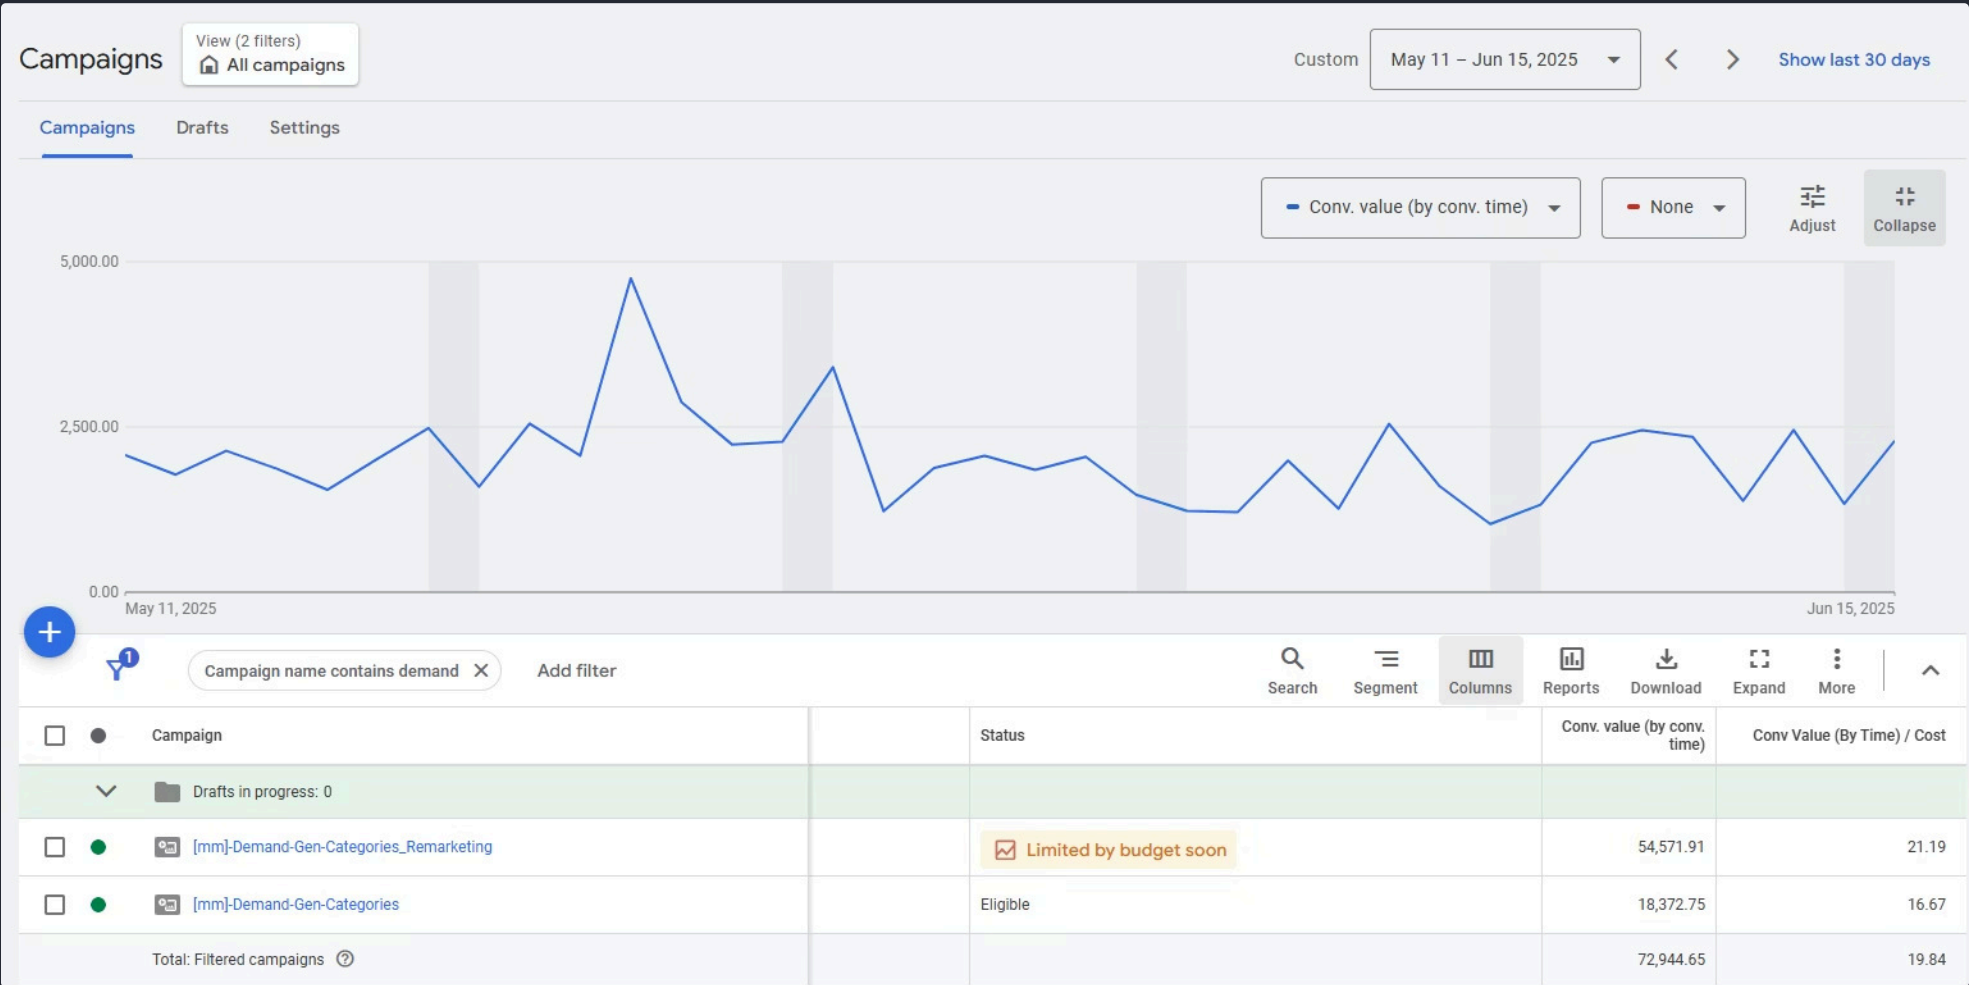 Campaigns
View (2 filters)
All campaigns
Custom
May 11 – Jun 15, 2025
Show last 30 days
Campaigns
Drafts
Settings
Conv. value (by conv. time)
None
Adjust
Collapse
5,000.00
2,500.00
0.00
May 11, 2025
Jun 15, 2025
1
Campaign name contains demand
Add filter
Search
Segment
Columns
Reports
Download
Expand
More
Campaign
Status
Conv. value (by conv.
time)
Conv Value (By Time) / Cost
Drafts in progress: 0
[mm]-Demand-Gen-Categories_Remarketing
Limited by budget soon
54,571.91
21.19
[mm]-Demand-Gen-Categories
Eligible
18,372.75
16.67
Total: Filtered campaigns
72,944.65
19.84